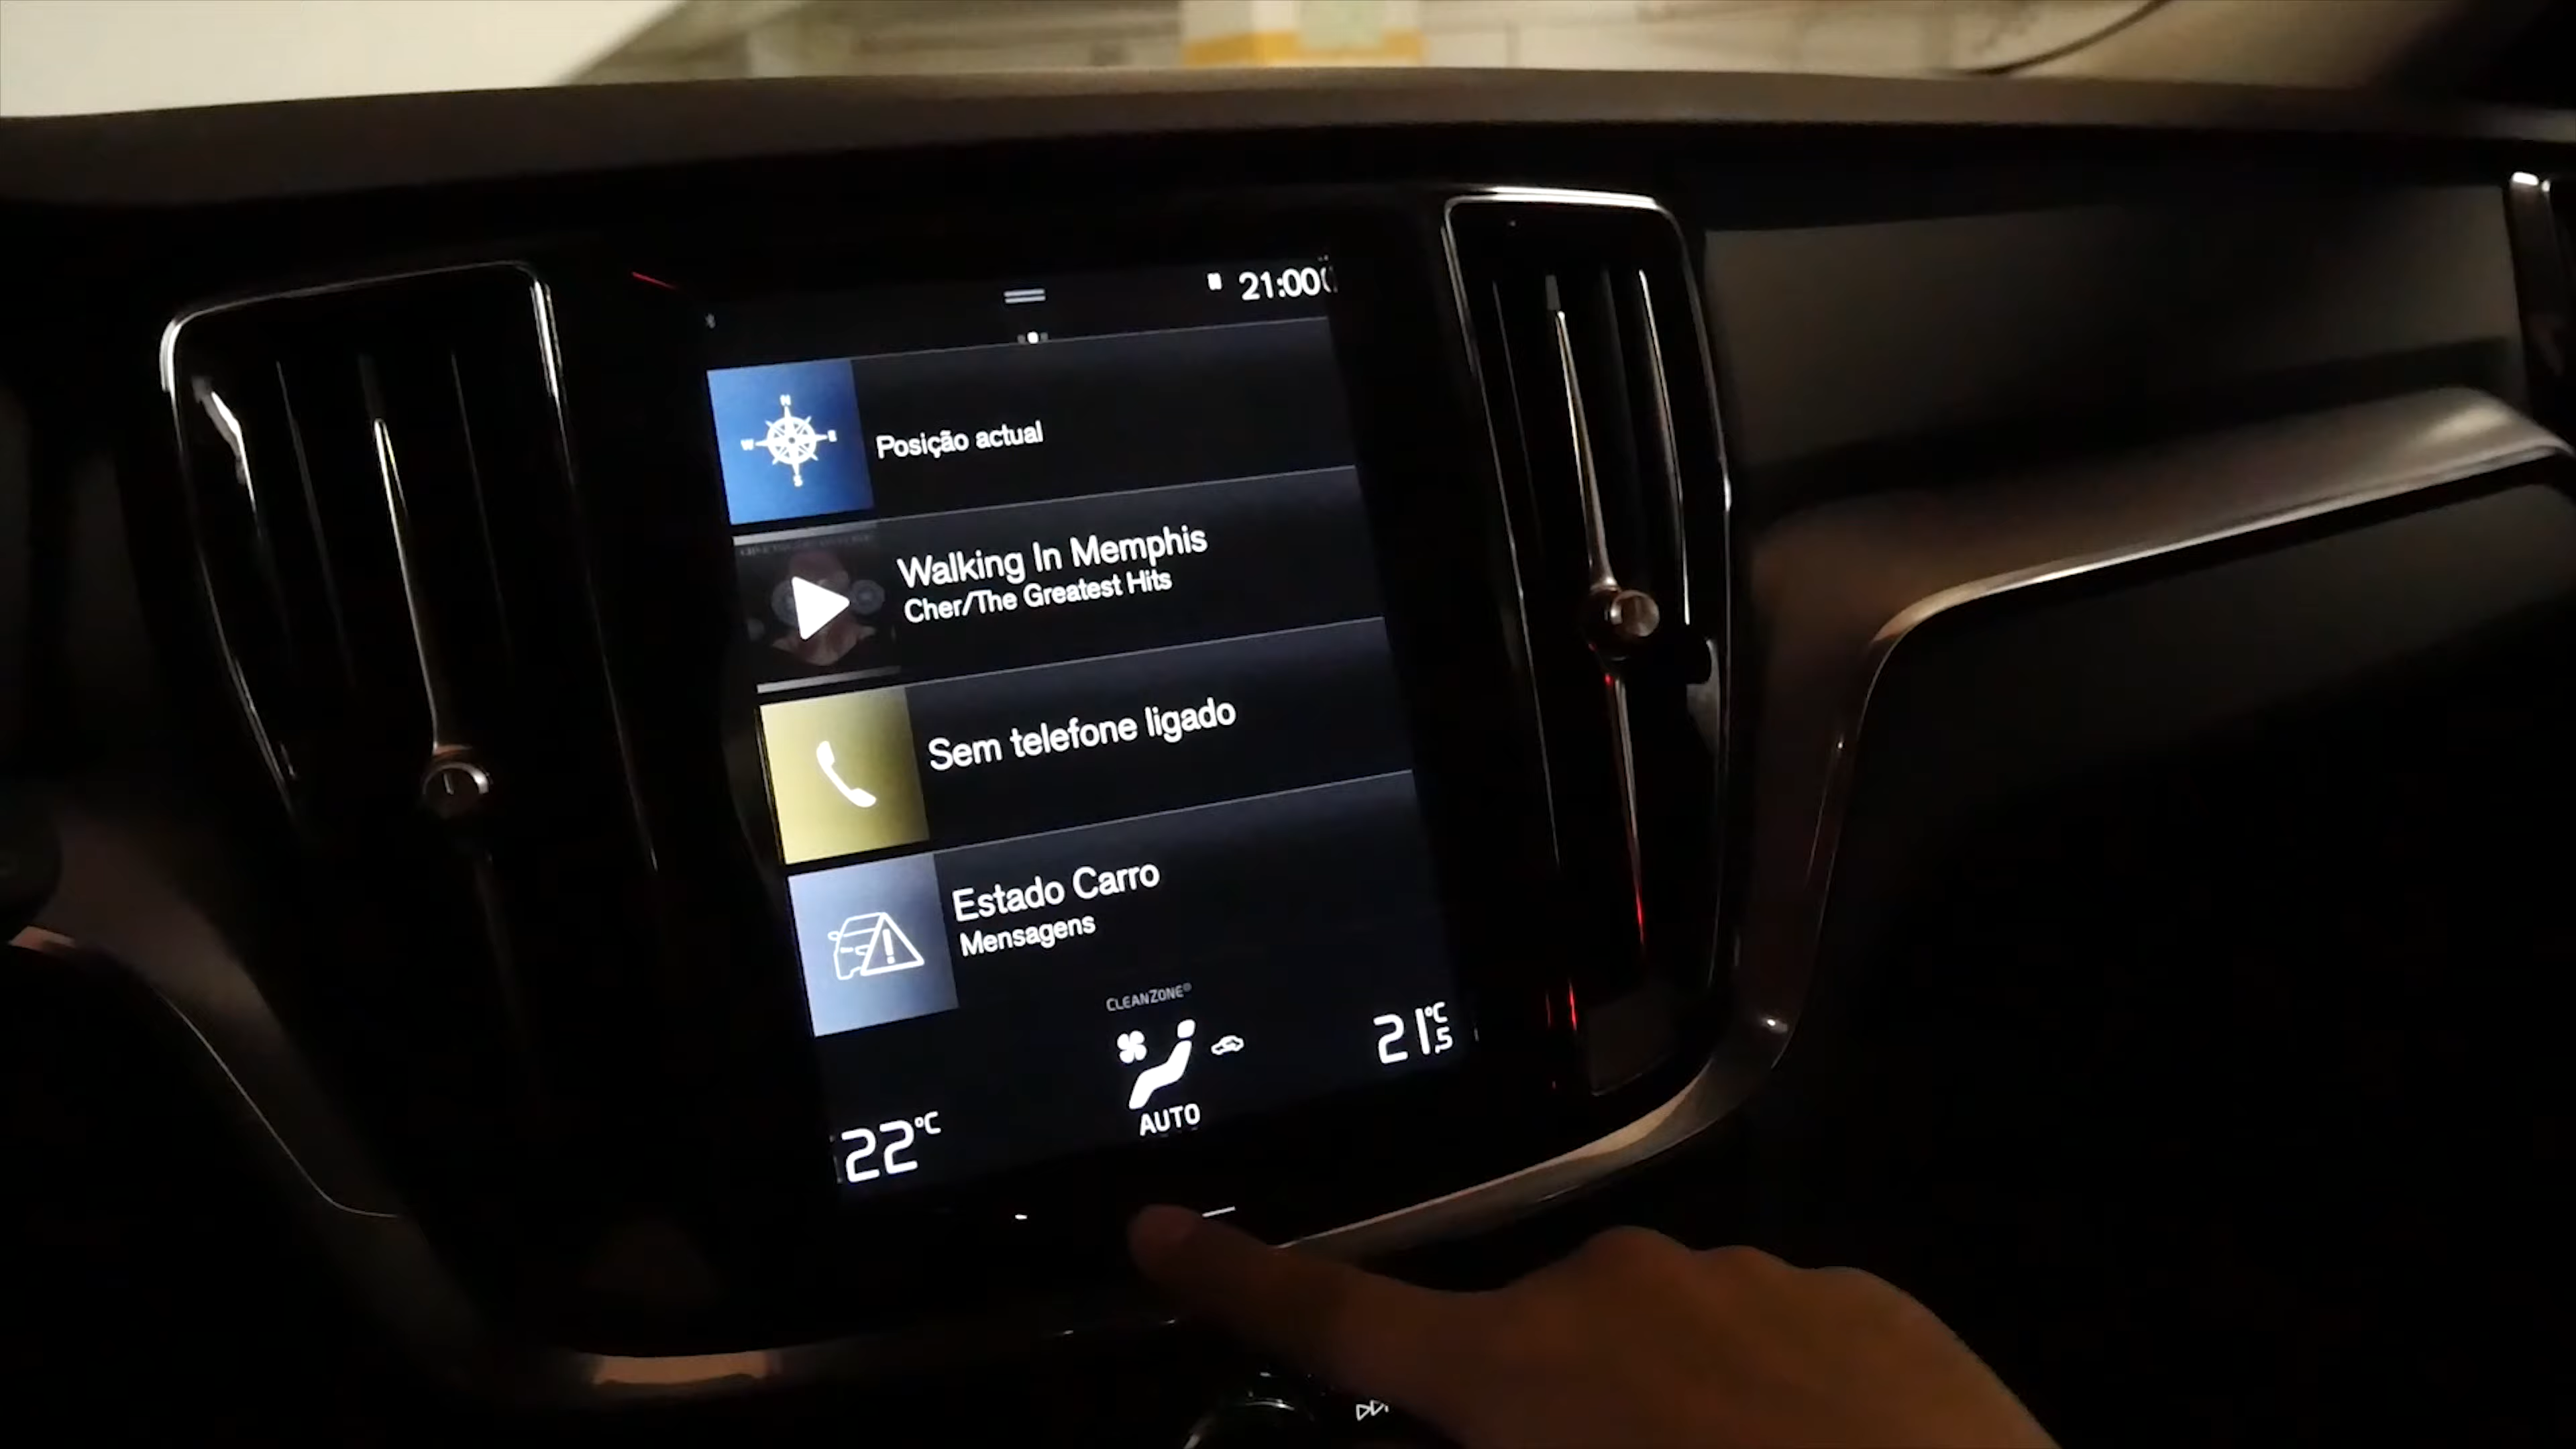 21:00
N
W E
S
Posição actual
Walking In Memphis
Cher/The Greatest Hits
Sem telefone ligado
Estado Carro
Mensagens
CLEANZONE®
22°C
AUTO
21,5°C